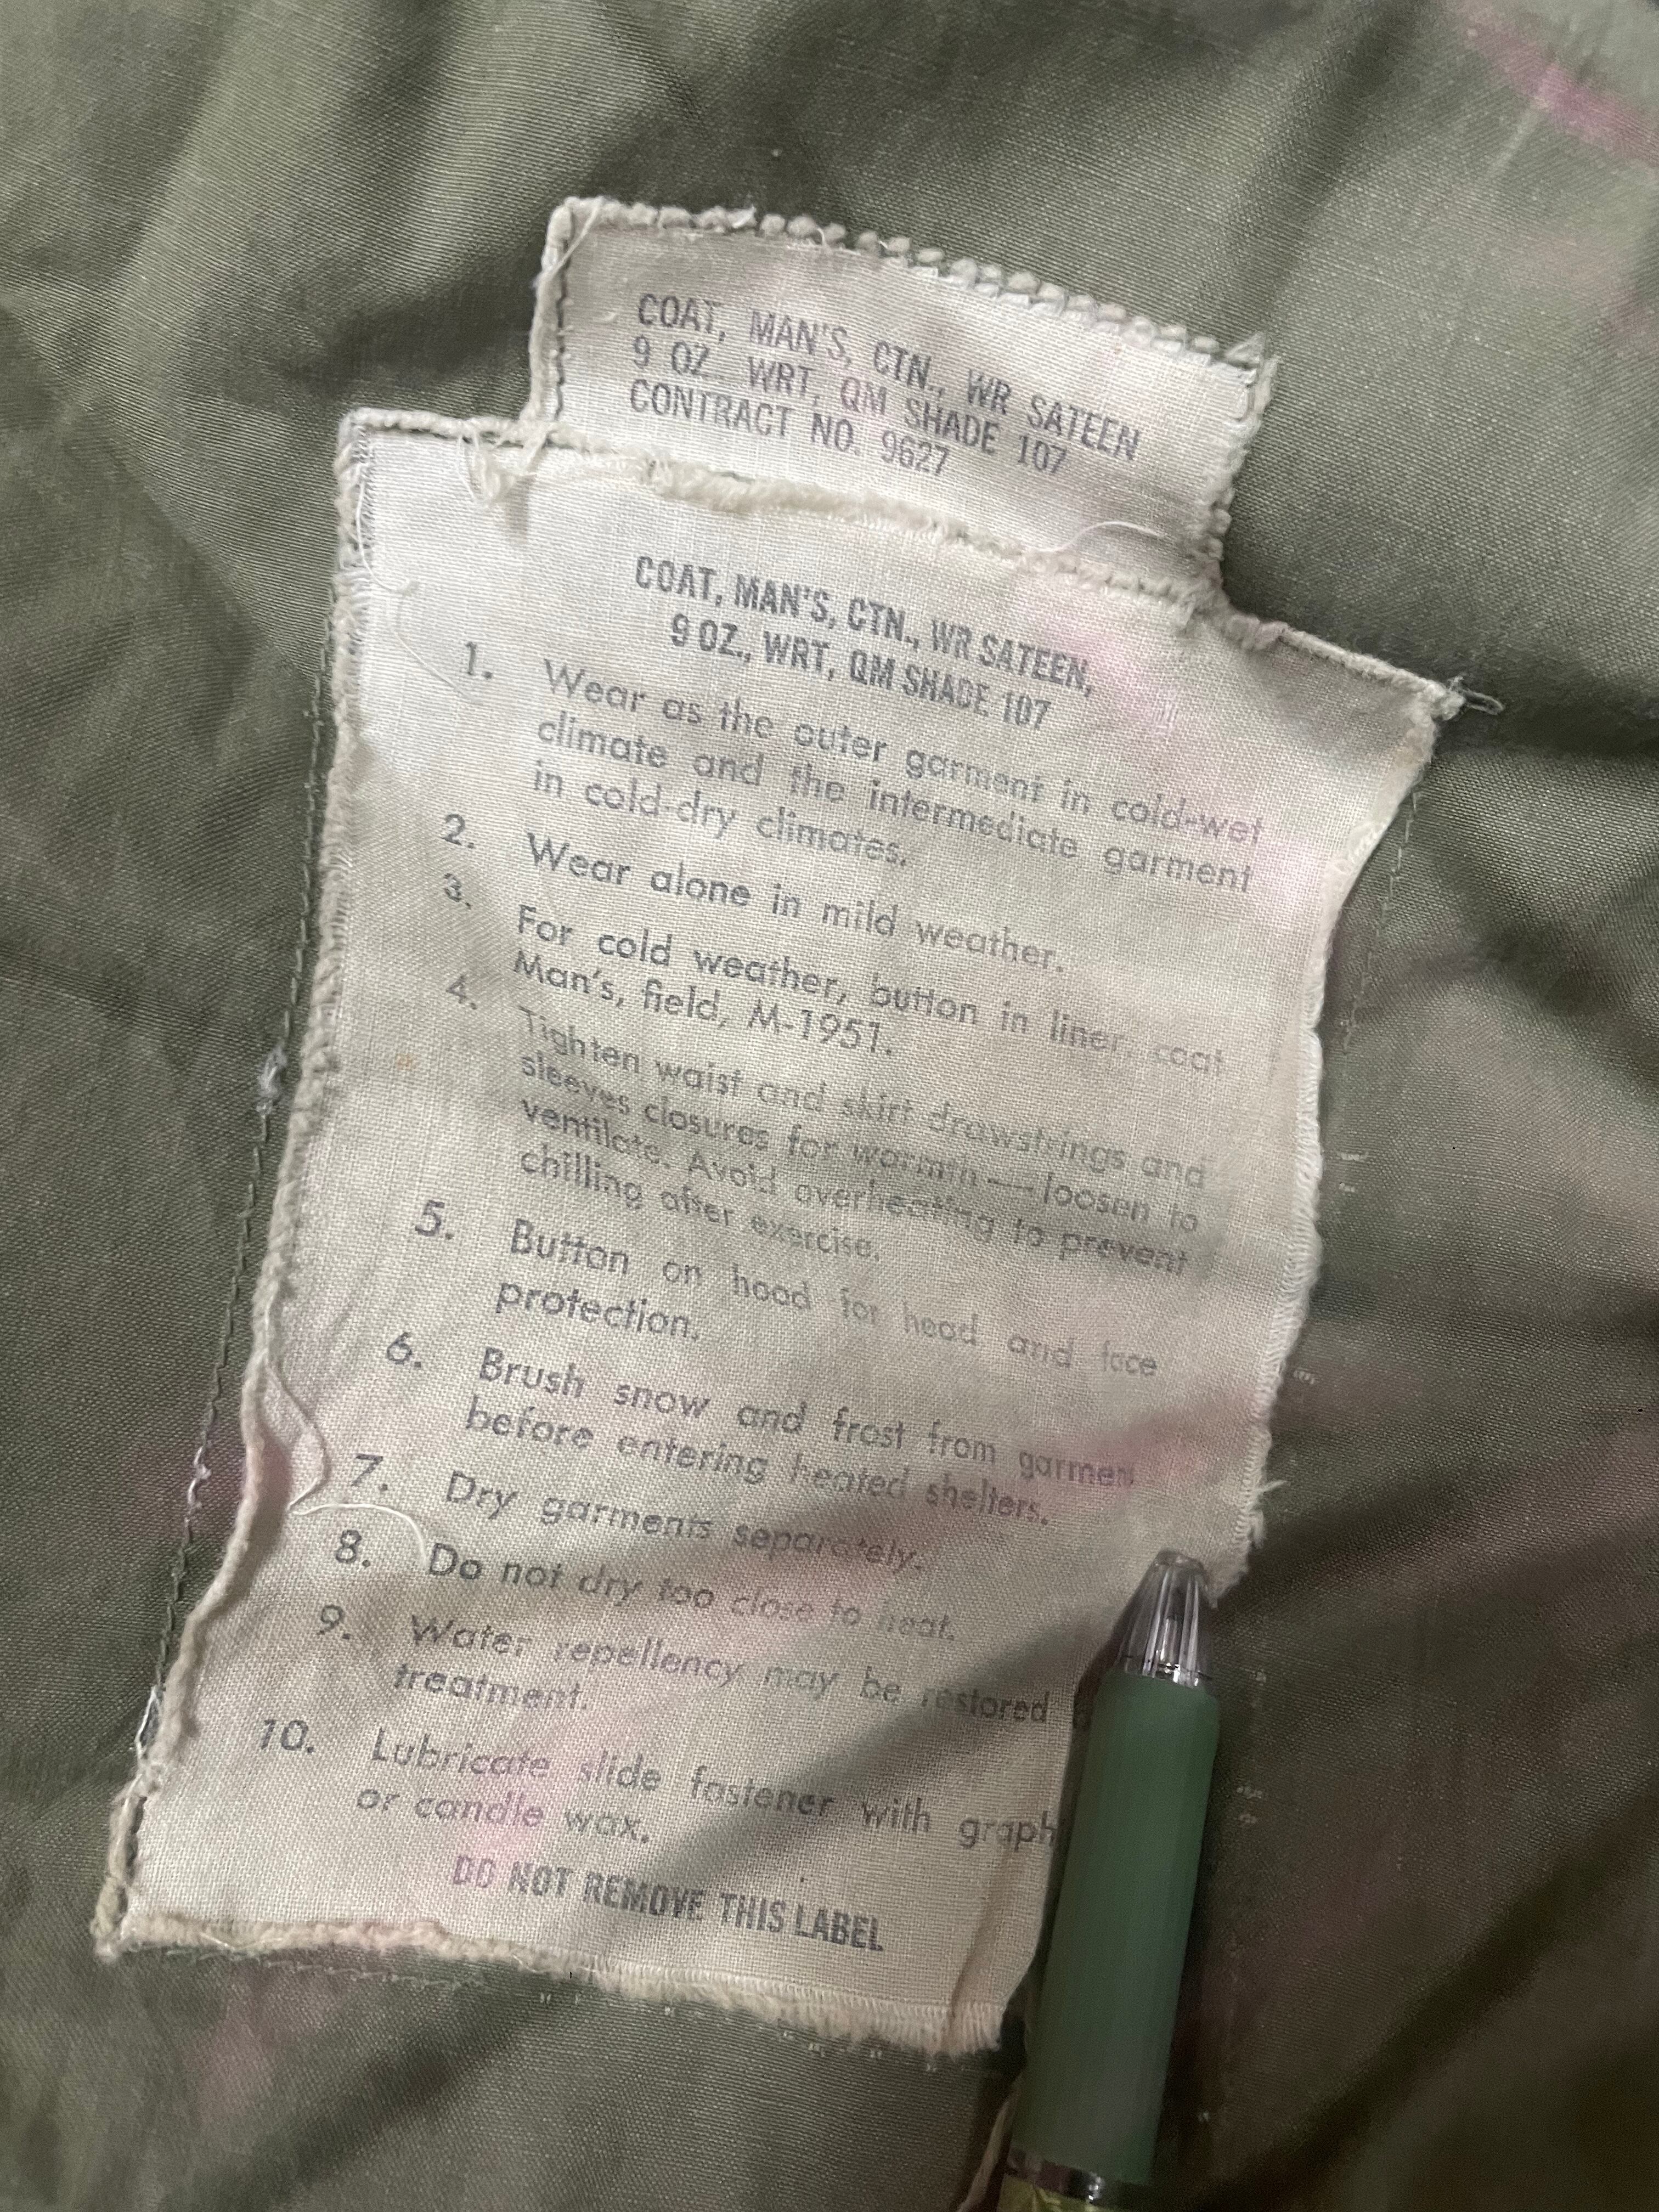 COAT, MAN'S, CTN., WR SATEEN
9 OZ. WRT, QM SHADE 107
CONTRACT NO. 9627
COAT, MAN'S, CTN., WR SATEEN,
9 OZ., WRT, QM SHADE 107
1. Wear as the outer garment in cold-wet
climate and the intermediate garment
in cold-dry climates.
2. Wear alone in mild weather.
3. For cold weather, button in liner, coat
Man's, field, M-1951.
4. Tighten waist and skirt drawstrings and
sleeves closures for warmth—loosen to
ventilate. Avoid overheating to prevent
chilling after exercise.
5. Button on hood for head and face
protection.
6. Brush snow and frost from garmen
before entering heated shelters.
7. Dry garments separately.
8. Do not dry too close to heat.
9. Water repellency may be restored
treatment.
10. Lubricate slide fastener with graph
or candle wax.
DO NOT REMOVE THIS LABEL